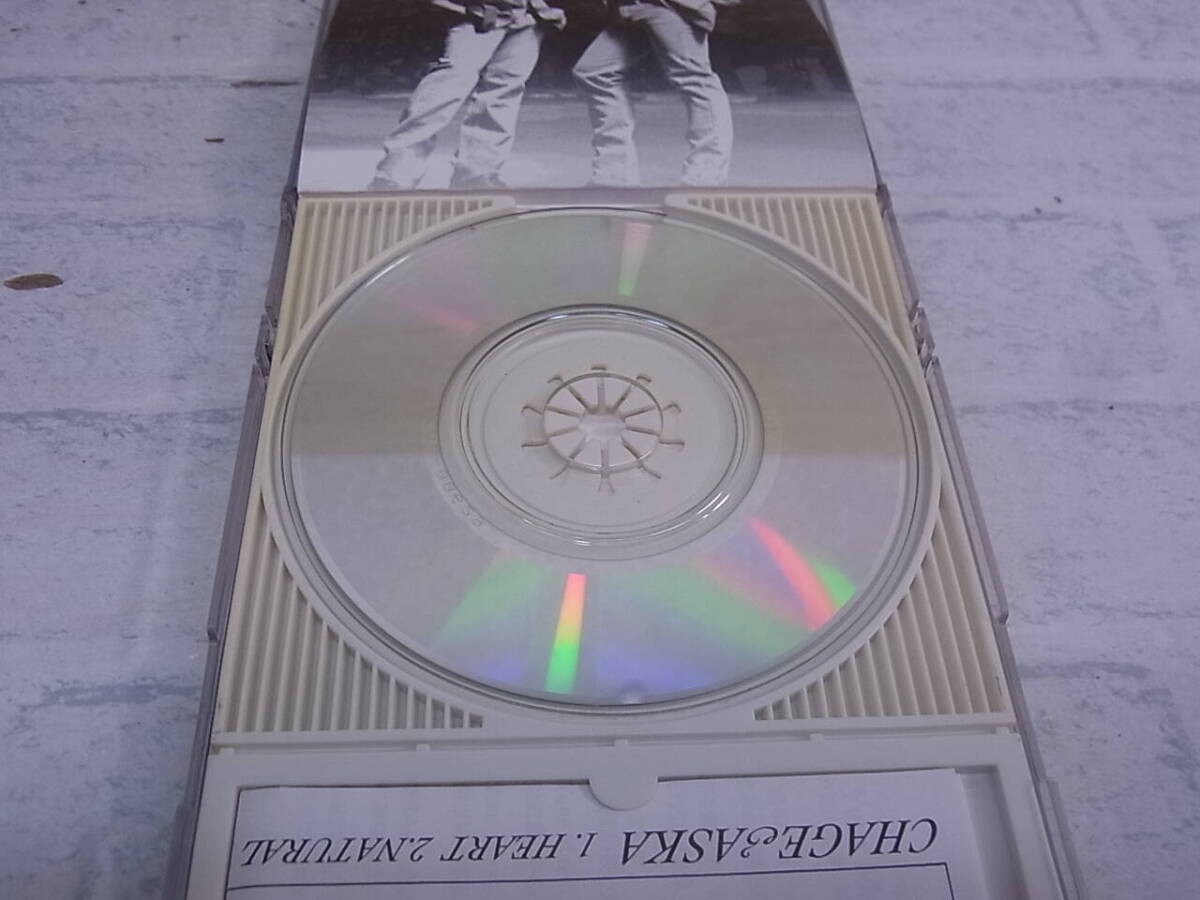 CHAGE&ASKA 1. HEART 2.NATURAL